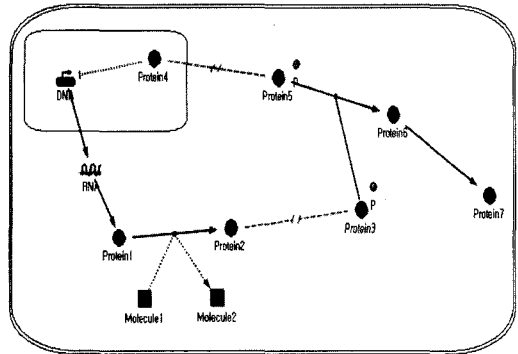 Protein4
DNA
P
Protein5
Protein6
RNA
P
Protein7
Protein3
Protein1
Protein2
Molecule1
Molecule2